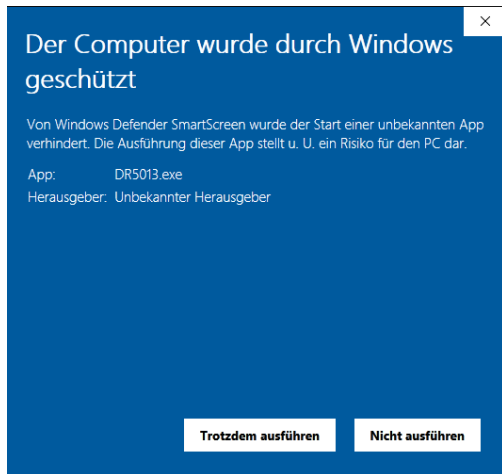 Der Computer wurde durch Windows
geschützt
Von Windows Defender SmartScreen wurde der Start einer unbekannten App
verhindert. Die Ausführung dieser App stellt u. U. ein Risiko für den PC dar.
App: DR5013.exe
Herausgeber: Unbekannter Herausgeber
Trotzdem ausführen Nicht ausführen